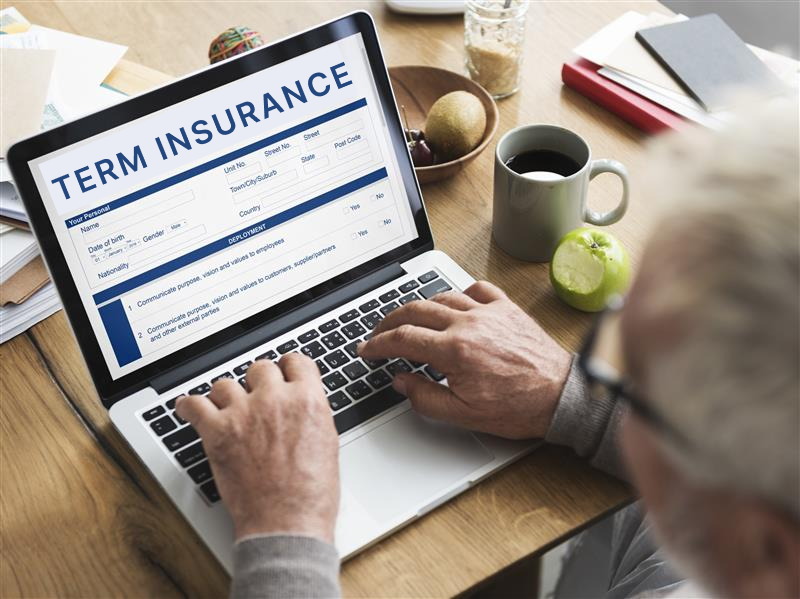 TERM INSURANCE
Your Personal
Name
Unit No. Street No. Street
Date of birth Gender Male
Town/City/Suburb State Post Code
01 January
Nationality
Country
DEPLOYMENT
1 Communicate purpose, vision and values to employees
Yes No
2 Communicate purpose, vision and values to customers, supplier/partners
and other external parties
Yes No